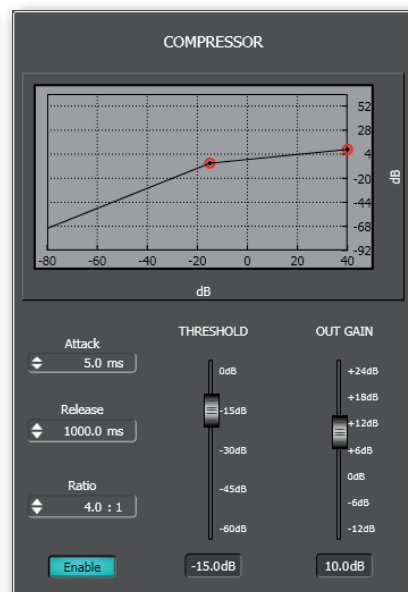 COMPRESSOR
52
28
4
-20
-44
-68
-92
dB
-80 -60 -40 -20 0 20 40
dB
Attack
5.0 ms
Release
1000.0 ms
Ratio
4.0 : 1
Enable
THRESHOLD
0dB
-15dB
-30dB
-45dB
-60dB
-15.0dB
OUT GAIN
+24dB
+18dB
+12dB
+6dB
0dB
-6dB
-12dB
10.0dB